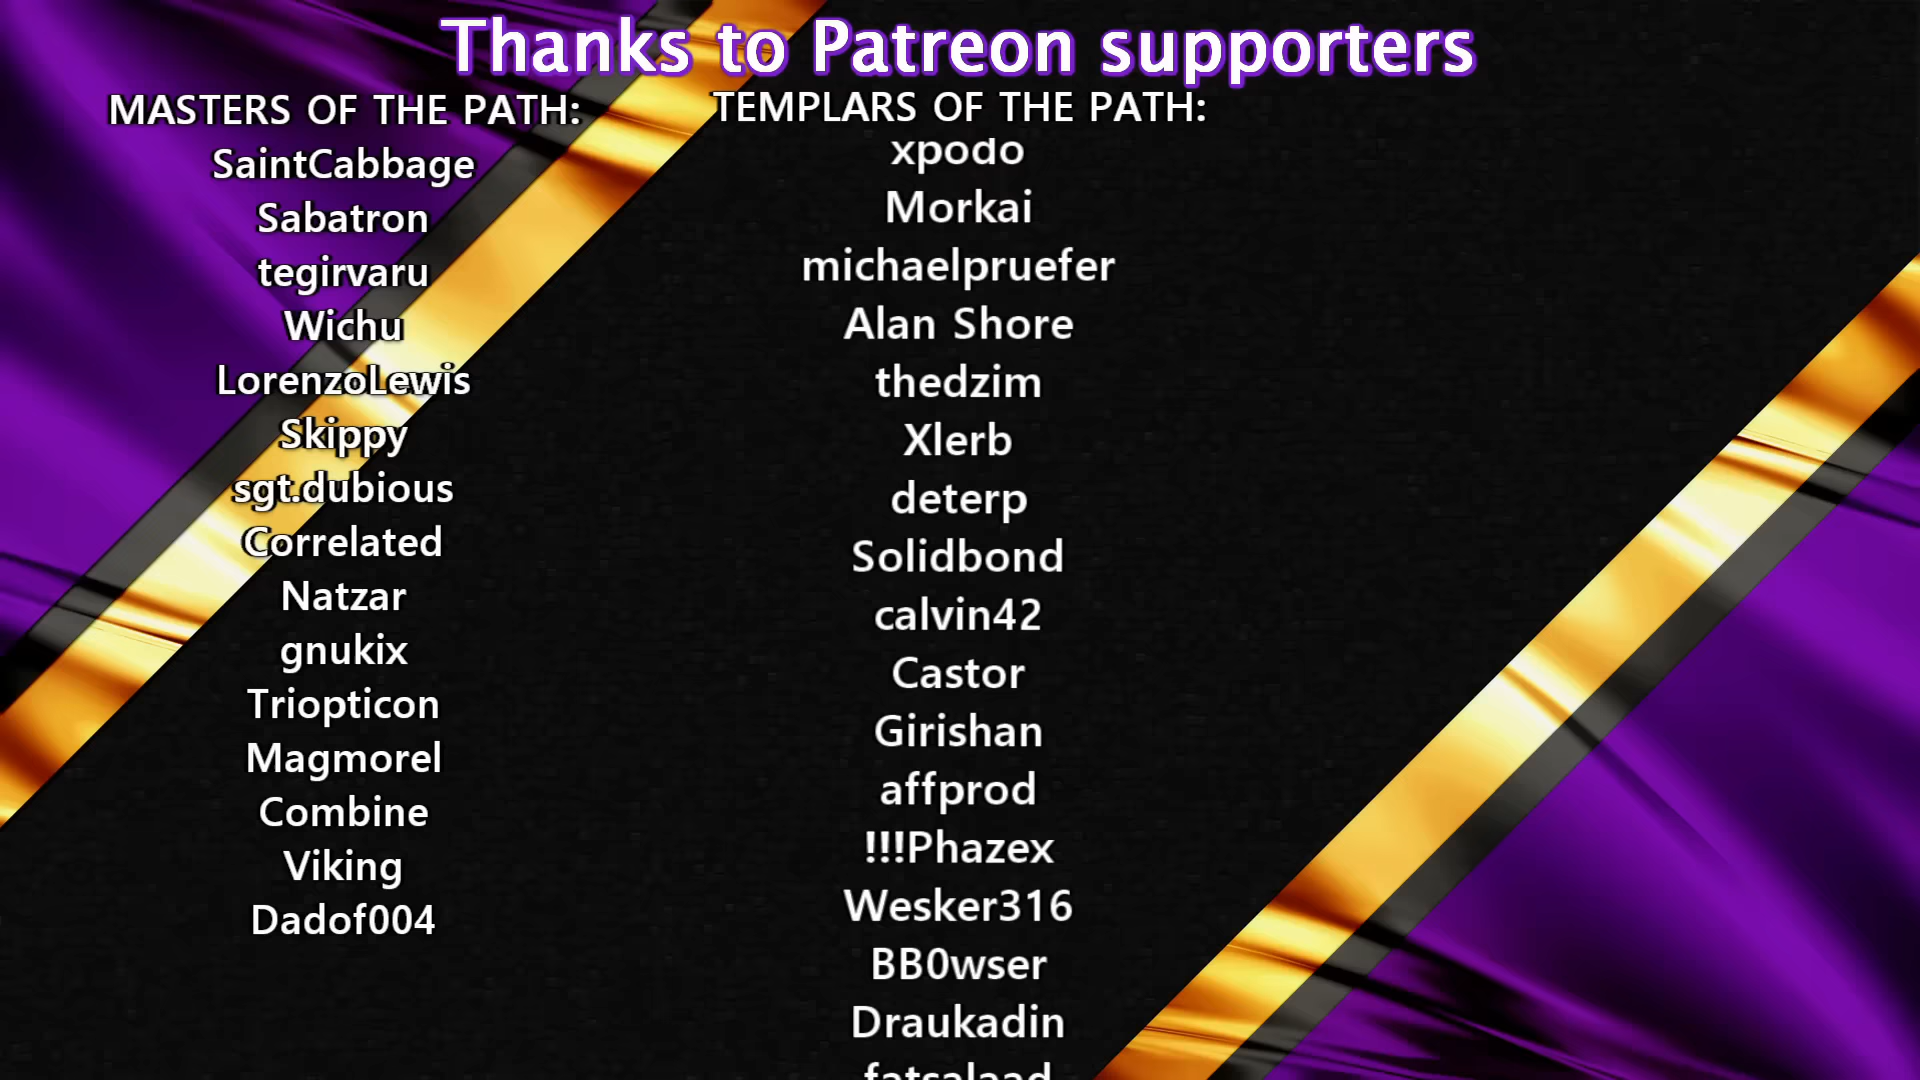 Thanks to Patreon supporters
MASTERS OF THE PATH:
SaintCabbage
Sabatron
tegirvaru
Wichu
LorenzoLewis
Skippy
sgt.dubious
Correlated
Natzar
gnukix
Triopticon
Magmorel
Combine
Viking
Dadof004
TEMPLARS OF THE PATH:
xpodo
Morkai
michaelpruefer
Alan Shore
thedzim
Xlerb
deterp
Solidbond
calvin42
Castor
Girishan
affprod
!!!Phazex
Wesker316
BB0wser
Draukadin
fatsalaad